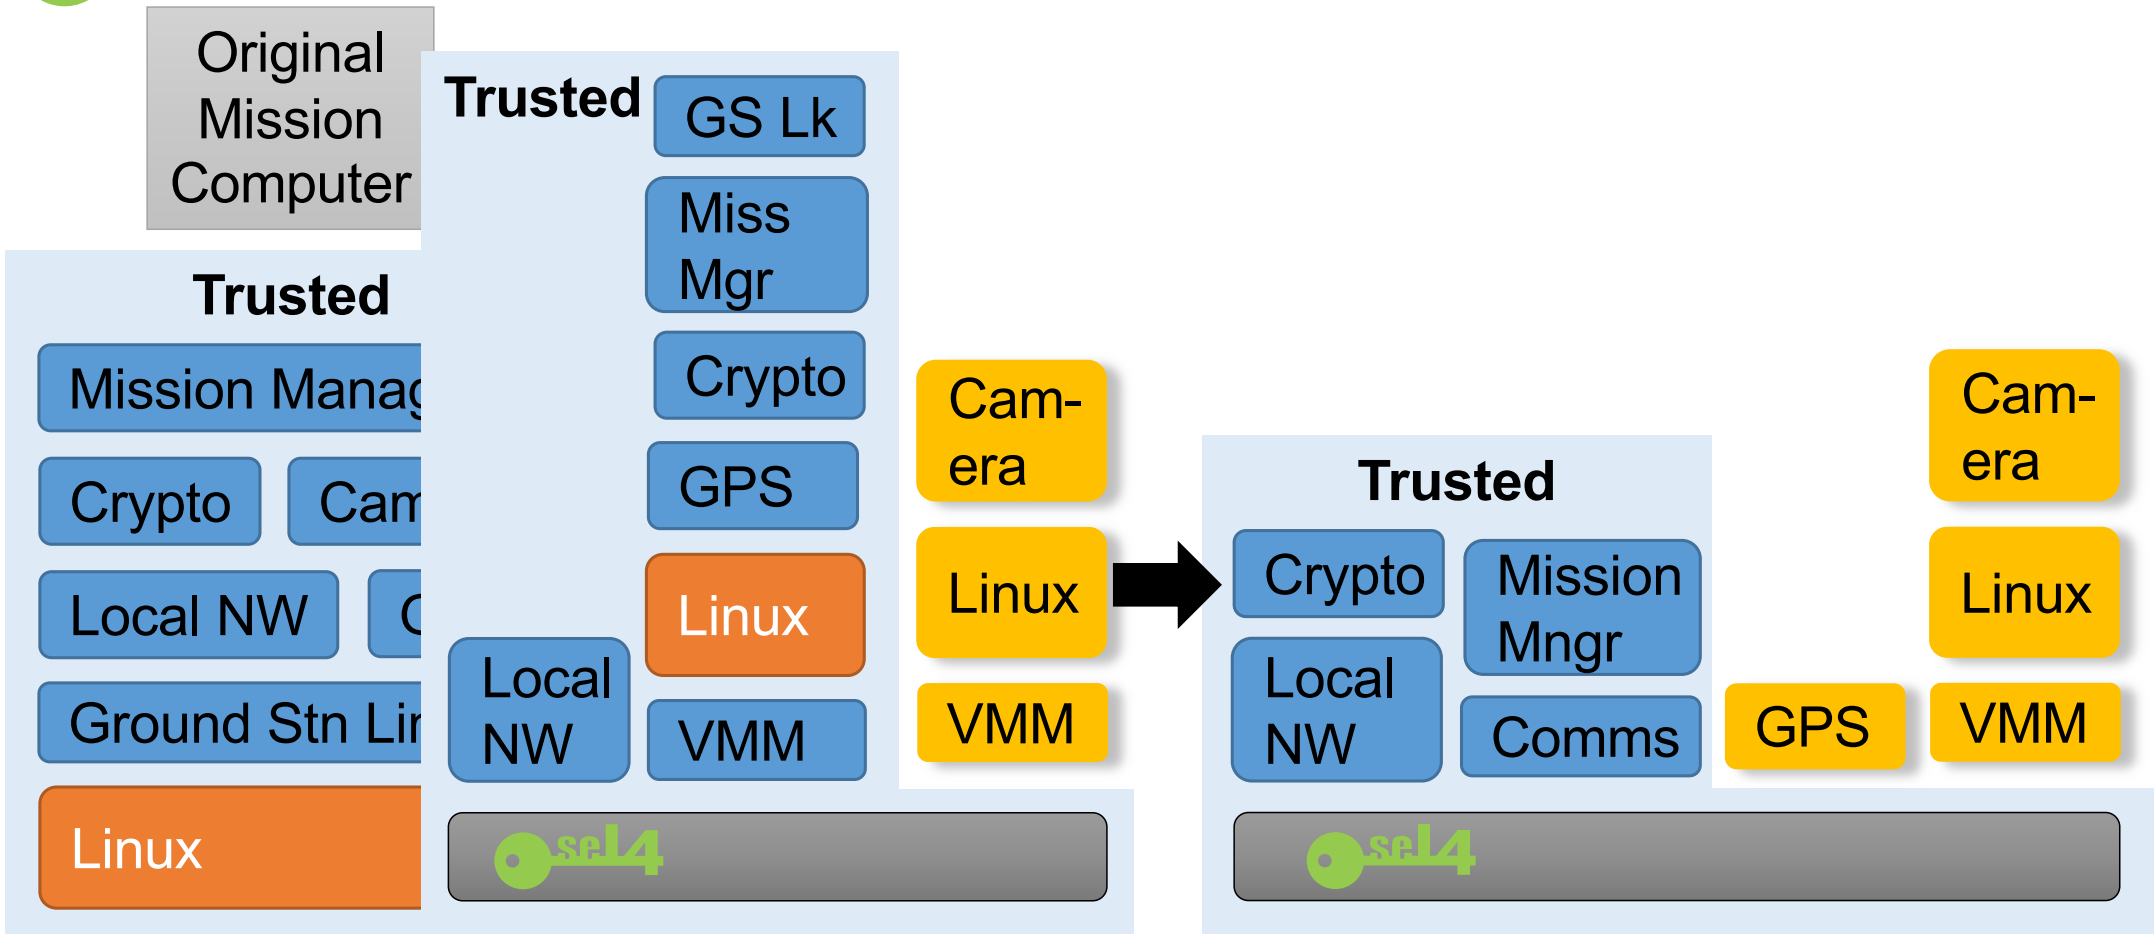 Original
Mission
Computer
Trusted
Mission Manag
Crypto
Cam
Local NW
Ground Stn Lin
Linux
Trusted
GS Lk
Miss
Mgr
Crypto
GPS
Linux
Local
NW
VMM
Cam-
era
Linux
VMM
seL4
Trusted
Crypto
Mission
Mngr
Local
NW
Comms
GPS
Cam-
era
Linux
VMM
seL4